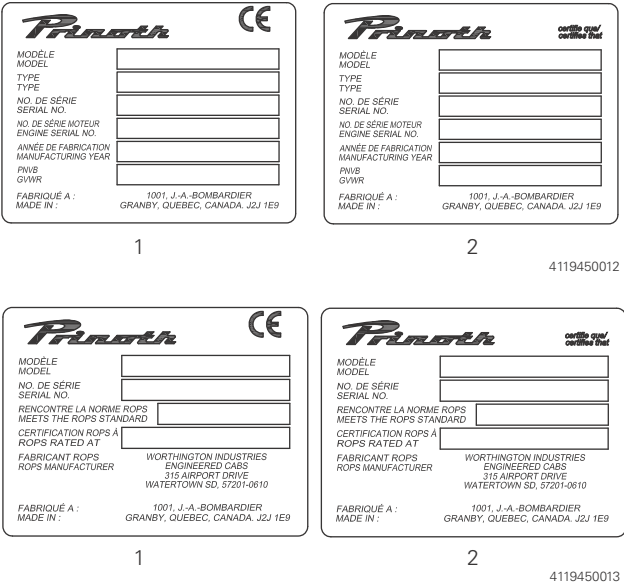 Prinoth
CE
MODÈLE
MODEL
TYPE
TYPE
NO. DE SÉRIE
SERIAL NO.
NO. DE SÉRIE MOTEUR
ENGINE SERIAL NO.
ANNÉE DE FABRICATION
MANUFACTURING YEAR
PNVB
GVWR
FABRIQUÉ A :
MADE IN :
1001, J.-A.-BOMBARDIER
GRANBY, QUEBEC, CANADA. J2J 1E9
1
Prinoth
certifie que/
certifies that
MODÈLE
MODEL
TYPE
TYPE
NO. DE SÉRIE
SERIAL NO.
NO. DE SÉRIE MOTEUR
ENGINE SERIAL NO.
ANNÉE DE FABRICATION
MANUFACTURING YEAR
PNVB
GVWR
FABRIQUÉ A :
MADE IN :
1001, J.-A.-BOMBARDIER
GRANBY, QUEBEC, CANADA. J2J 1E9
2
4119450012
Prinoth
CE
MODÈLE
MODEL
NO. DE SÉRIE
SERIAL NO.
RENCONTRE LA NORME ROPS
MEETS THE ROPS STANDARD
CERTIFICATION ROPS À
ROPS RATED AT
FABRICANT ROPS
ROPS MANUFACTURER
WORTHINGTON INDUSTRIES
ENGINEERED CABS
315 AIRPORT DRIVE
WATERTOWN SD, 57201-0610
FABRIQUÉ A :
MADE IN :
1001, J.-A.-BOMBARDIER
GRANBY, QUEBEC, CANADA. J2J 1E9
1
Prinoth
certifie que/
certifies that
MODÈLE
MODEL
NO. DE SÉRIE
SERIAL NO.
RENCONTRE LA NORME ROPS
MEETS THE ROPS STANDARD
CERTIFICATION ROPS À
ROPS RATED AT
FABRICANT ROPS
ROPS MANUFACTURER
WORTHINGTON INDUSTRIES
ENGINEERED CABS
315 AIRPORT DRIVE
WATERTOWN SD, 57201-0610
FABRIQUÉ A :
MADE IN :
1001, J.-A.-BOMBARDIER
GRANBY, QUEBEC, CANADA. J2J 1E9
2
4119450013